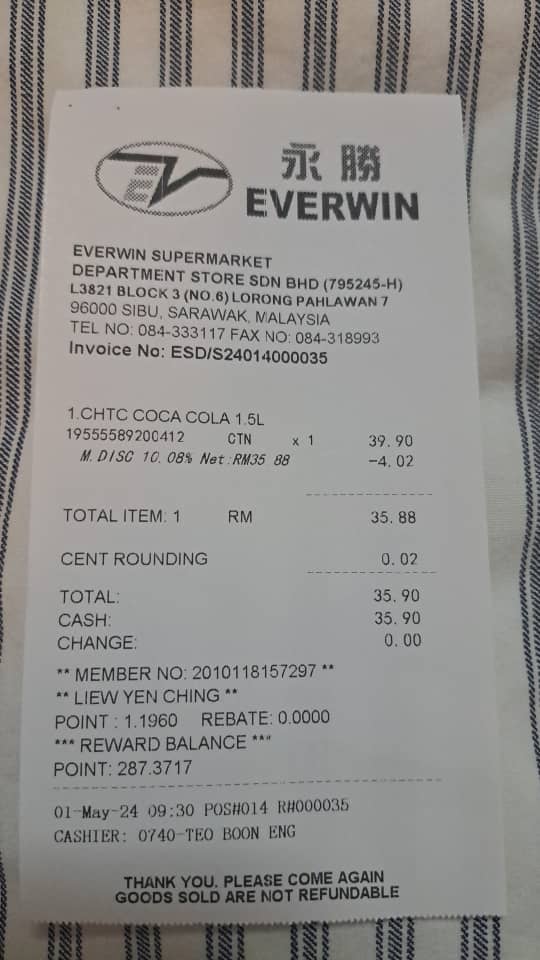 永勝
EV
EVERWIN
EVERWIN SUPERMARKET
DEPARTMENT STORE SDN BHD (795245-H)
L3821 BLOCK 3 (NO.6) LORONG PAHLAWAN 7
96000 SIBU, SARAWAK, MALAYSIA
TEL NO: 084-333117 FAX NO: 084-318993
Invoice No: ESD/S24014000035
1.CHTC COCA COLA 1.5L
19555589200412 CTN x 1 39.90
M.DISC 10.08% Net:RM35 88 -4.02
TOTAL ITEM: 1 RM 35.88
CENT ROUNDING 0.02
TOTAL: 35.90
CASH: 35.90
CHANGE: 0.00
** MEMBER NO: 2010118157297 **
** LIEW YEN CHING **
POINT : 1.1960 REBATE: 0.0000
*** REWARD BALANCE ***
POINT: 287.3717
01-May-24 09:30 POS#014 R#000035
CASHIER: 0740-TEO BOON ENG
THANK YOU. PLEASE COME AGAIN
GOODS SOLD ARE NOT REFUNDABLE